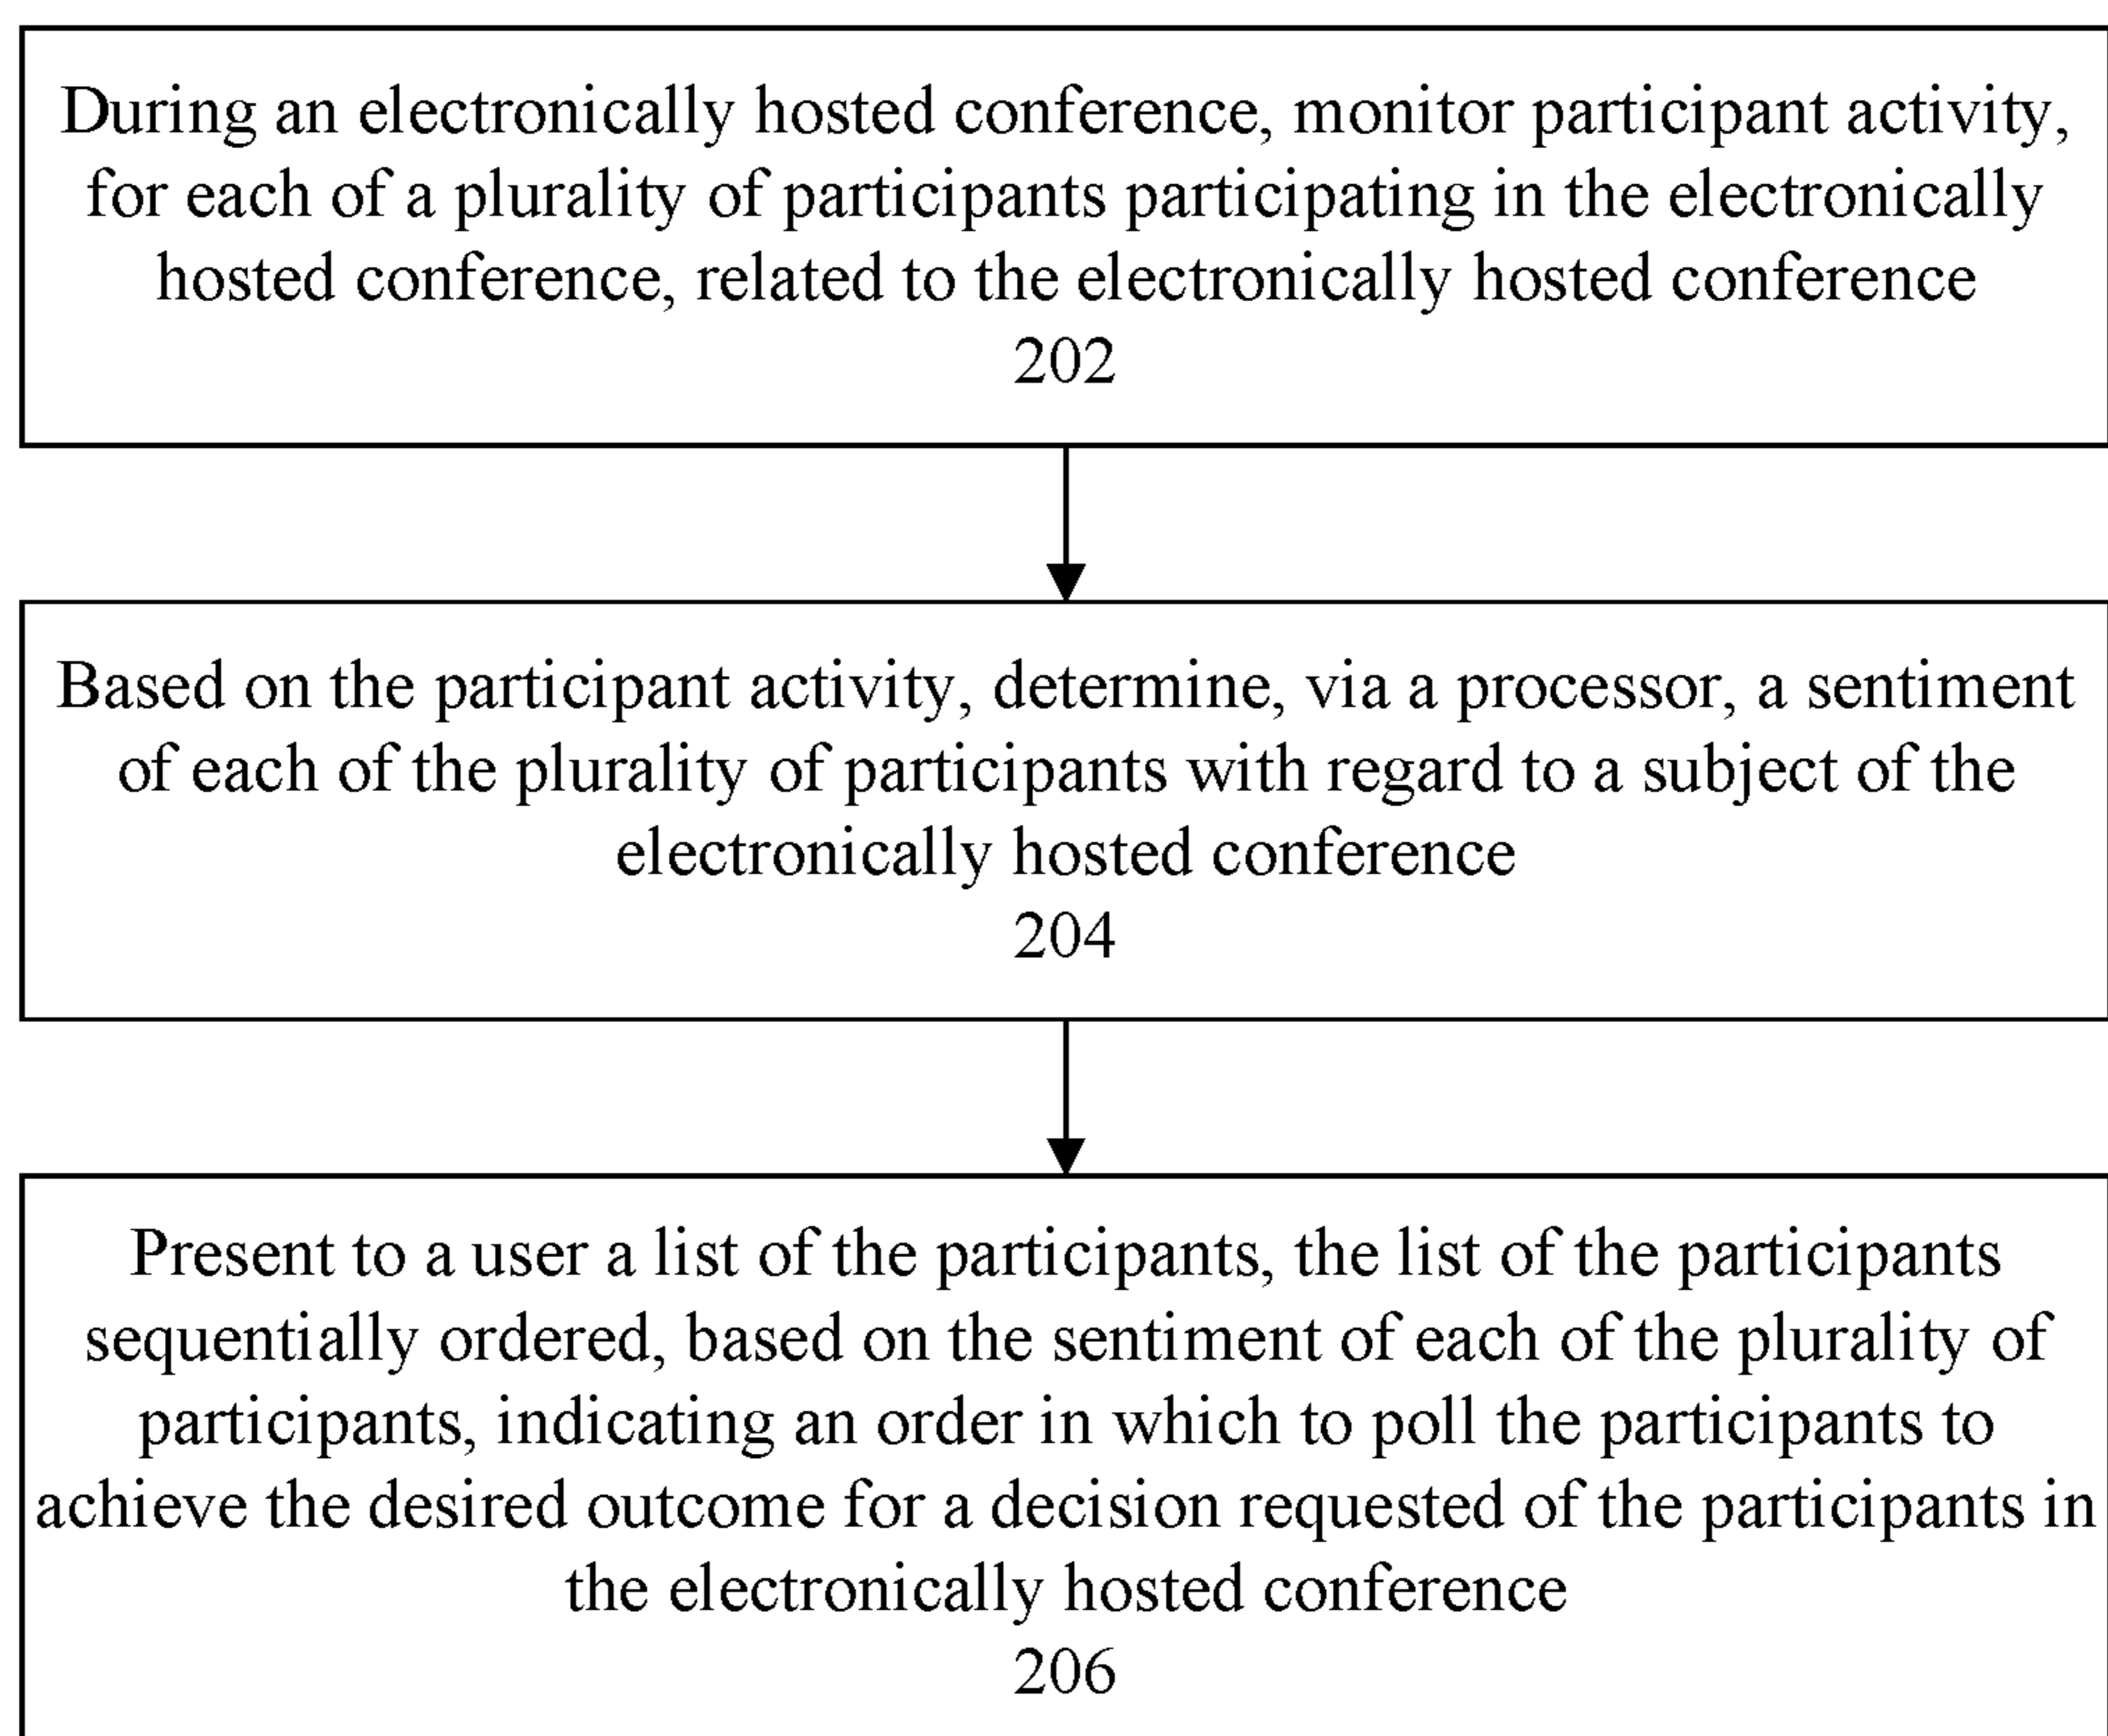 During an electronically hosted conference, monitor participant activity,
for each of a plurality of participants participating in the electronically
hosted conference, related to the electronically hosted conference
202
Based on the participant activity, determine, via a processor, a sentiment
of each of the plurality of participants with regard to a subject of the
electronically hosted conference
204
Present to a user a list of the participants, the list of the participants
sequentially ordered, based on the sentiment of each of the plurality of
participants, indicating an order in which to poll the participants to
achieve the desired outcome for a decision requested of the participants in
the electronically hosted conference
206